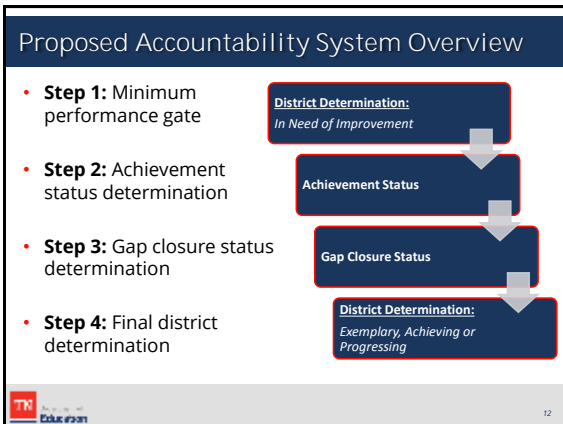 Proposed Accountability System Overview
• Step 1: Minimum
performance gate
• Step 2: Achievement
status determination
• Step 3: Gap closure status
determination
• Step 4: Final district
determination
District Determination:
In Need of Improvement
Achievement Status
Gap Closure Status
District Determination:
Exemplary, Achieving or
Progressing
TN
Education
12